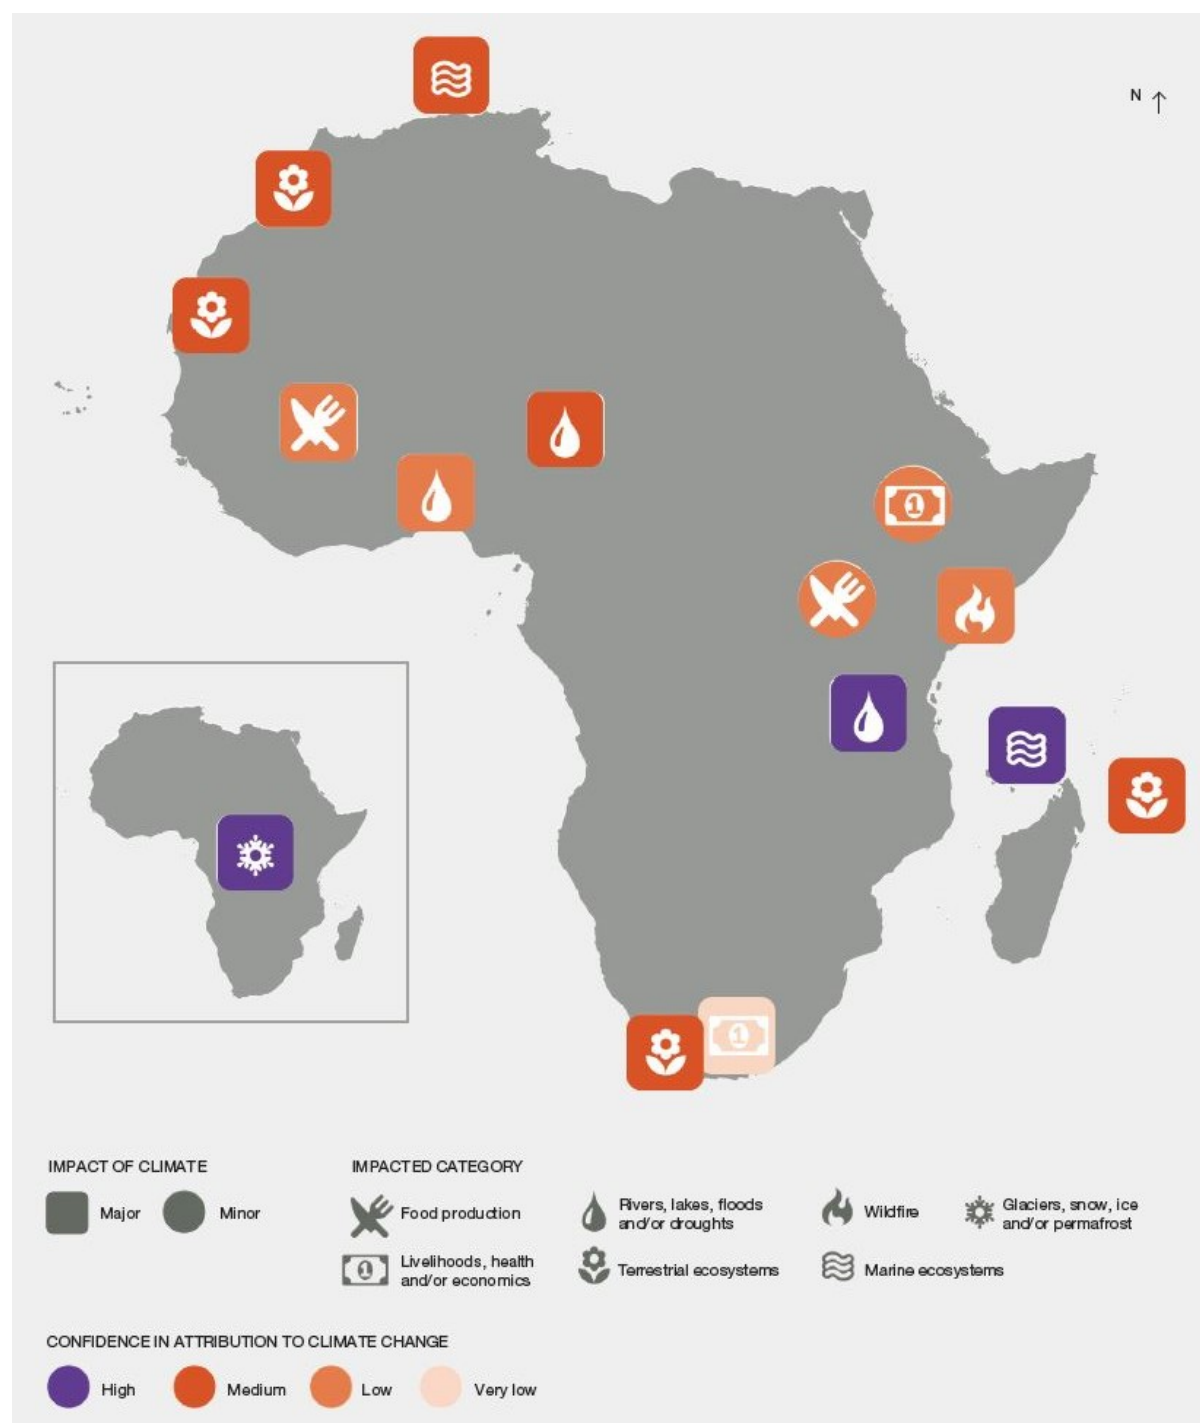 N
IMPACT OF CLIMATE
Major
Minor
IMPACTED CATEGORY
Food production
Rivers, lakes, floods
and/or droughts
Wildfire
Glaciers, snow, ice
and/or permafrost
Livelihoods, health
and/or economics
Terrestrial ecosystems
Marine ecosystems
CONFIDENCE IN ATTRIBUTION TO CLIMATE CHANGE
High
Medium
Low
Very low